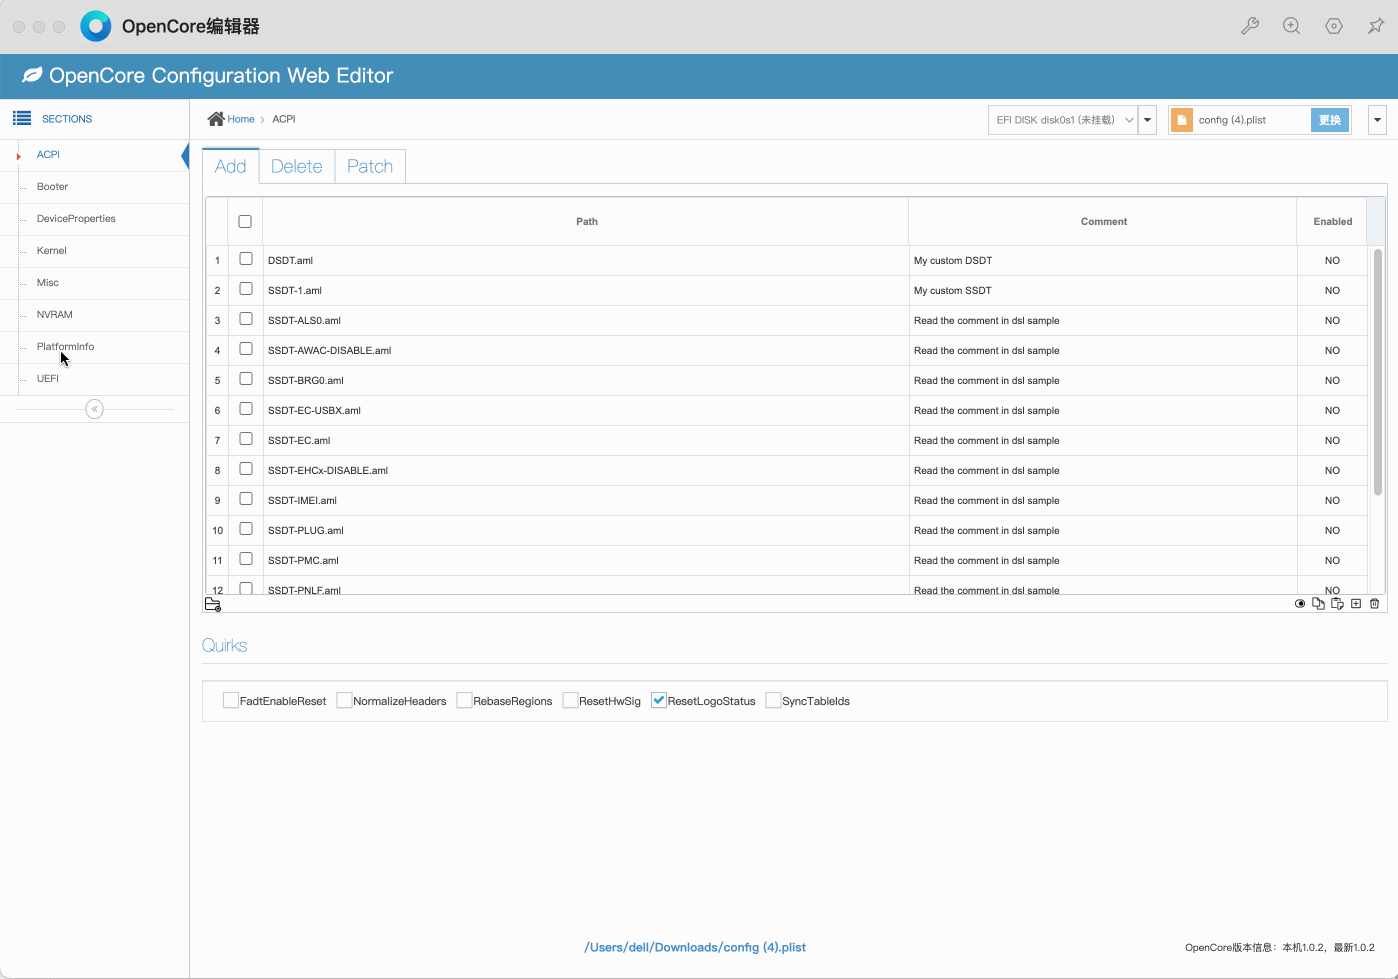 OpenCore编辑器
OpenCore Configuration Web Editor
SECTIONS
ACPI
Booter
DeviceProperties
Kernel
Misc
NVRAM
PlatformInfo
UEFI
Home > ACPI
EFI DISK disk0s1 (未挂载)
config (4).plist
更换
Add
Delete
Patch
Path Comment Enabled
1 DSDT.aml My custom DSDT NO
2 SSDT-1.aml My custom SSDT NO
3 SSDT-ALS0.aml Read the comment in dsl sample NO
4 SSDT-AWAC-DISABLE.aml Read the comment in dsl sample NO
5 SSDT-BRG0.aml Read the comment in dsl sample NO
6 SSDT-EC-USBX.aml Read the comment in dsl sample NO
7 SSDT-EC.aml Read the comment in dsl sample NO
8 SSDT-EHCx-DISABLE.aml Read the comment in dsl sample NO
9 SSDT-IMEI.aml Read the comment in dsl sample NO
10 SSDT-PLUG.aml Read the comment in dsl sample NO
11 SSDT-PMC.aml Read the comment in dsl sample NO
12 SSDT-PNLF.aml Read the comment in dsl sample NO
Quirks
FadtEnableReset NormalizeHeaders RebaseRegions ResetHwSig ResetLogoStatus SyncTableIds
/Users/dell/Downloads/config (4).plist
OpenCore版本信息：本机1.0.2，最新1.0.2